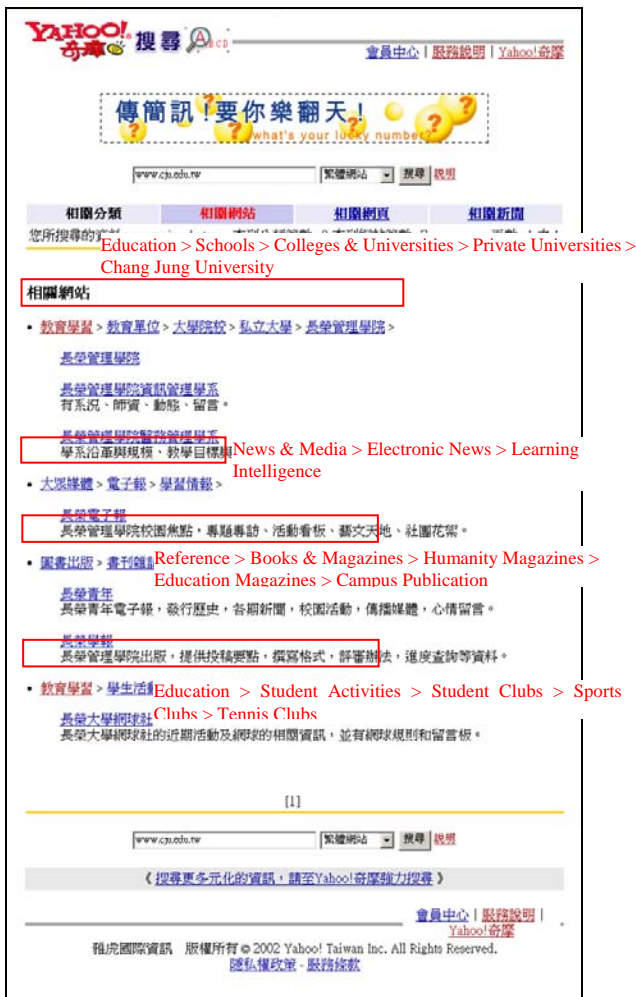 YAHOO!
奇摩 搜尋 ABCD
會員中心 | 服務說明 | Yahoo!奇摩
傳簡訊!要你樂翻天!
what's your lucky number?
www.cju.edu.tw 繁體網站 搜尋 說明
相關分類 相關網站 相關網頁 相關新聞
您所搜尋的
Education > Schools > Colleges & Universities > Private Universities >
Chang Jung University
相關網站
• 教育學習 > 教育單位 > 大學院校 > 私立大學 > 長榮管理學院 >
長榮管理學院
長榮管理學院資訊管理學系
有系況、師資、動態、留言。
長榮管理學院醫務管理學系
學系沿革與規模、教學目標與
News & Media > Electronic News > Learning
Intelligence
• 大眾媒體 > 電子報 > 學習情報 >
長榮電子報
長榮管理學院校園焦點,專題專訪、活動看板、藝文天地、社團花絮。
• 圖書出版 > 書刊雜誌
Reference > Books & Magazines > Humanity Magazines >
Education Magazines > Campus Publication
長榮青年
長榮青年電子報,發行歷史,各期新聞,校園活動,傳播媒體,心情留言。
長榮學報
長榮管理學院出版,提供投稿要點,撰寫格式,評審辦法,進度查詢等資料。
• 教育學習 > 學生活動
Education > Student Activities > Student Clubs > Sports
Clubs > Tennis Clubs
長榮大學網球社
長榮大學網球社的近期活動及網球的相關資訊,並有網球規則和留言板。
[1]
www.cju.edu.tw 繁體網站 搜尋 說明
《 搜尋更多元化的資訊,請至Yahoo!奇摩強力搜尋 》
會員中心 | 服務說明 |
Yahoo!奇摩
雅虎國際資訊 版權所有 © 2002 Yahoo! Taiwan Inc. All Rights Reserved.
隱私權政策 - 服務條款